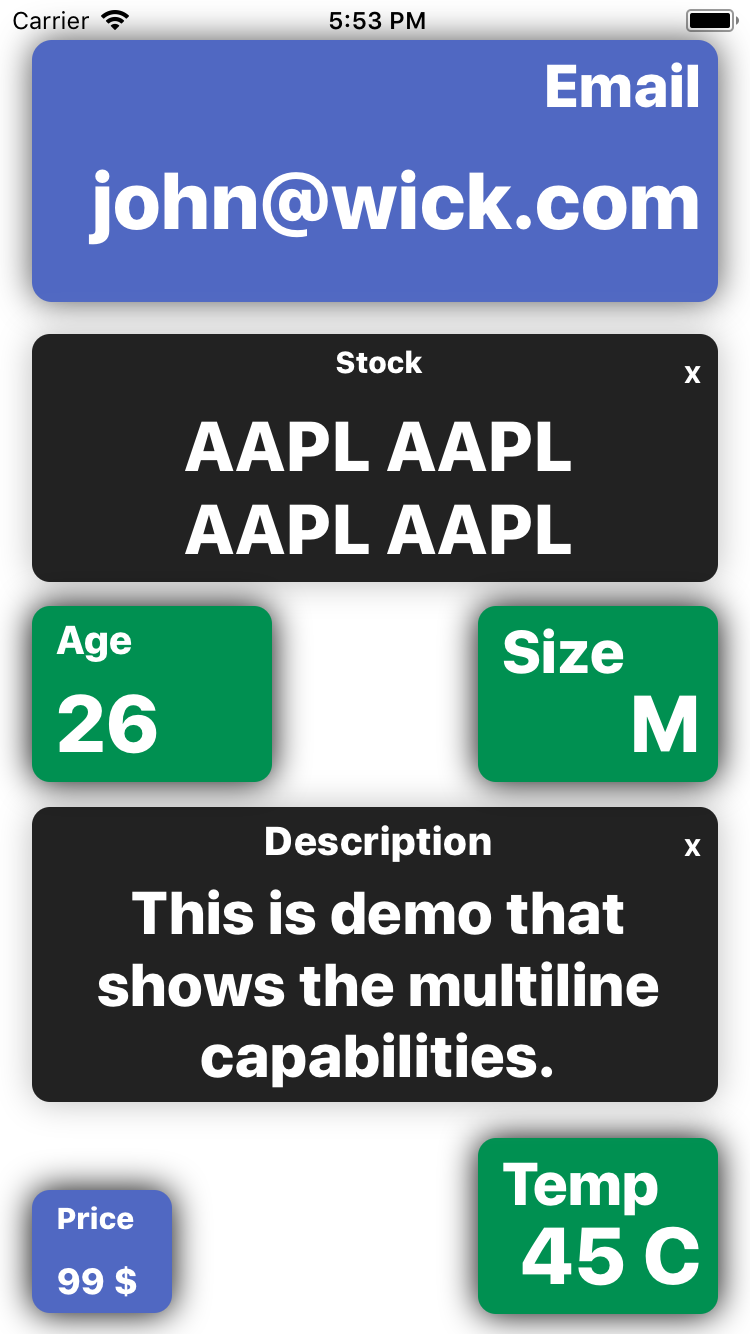 Carrier 5:53 PM
Email
john@wick.com
Stock
x
AAPL AAPL
AAPL AAPL
Age
26
Size
M
Description
x
This is demo that
shows the multiline
capabilities.
Price
99 $
Temp
45 C